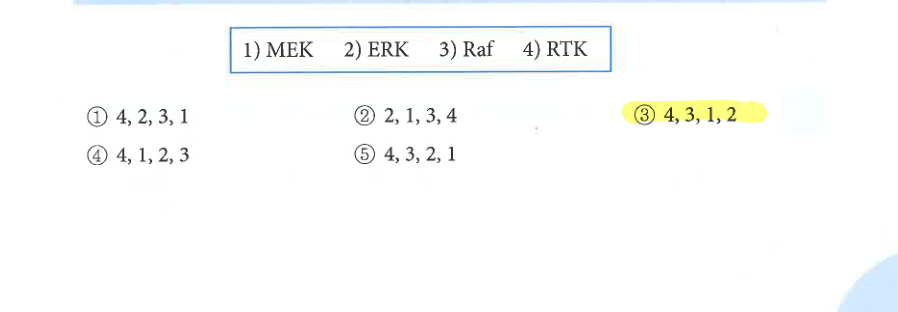 1) MEK 2) ERK 3) Raf 4) RTK
① 4, 2, 3, 1 ② 2, 1, 3, 4 ③ 4, 3, 1, 2
④ 4, 1, 2, 3 ⑤ 4, 3, 2, 1